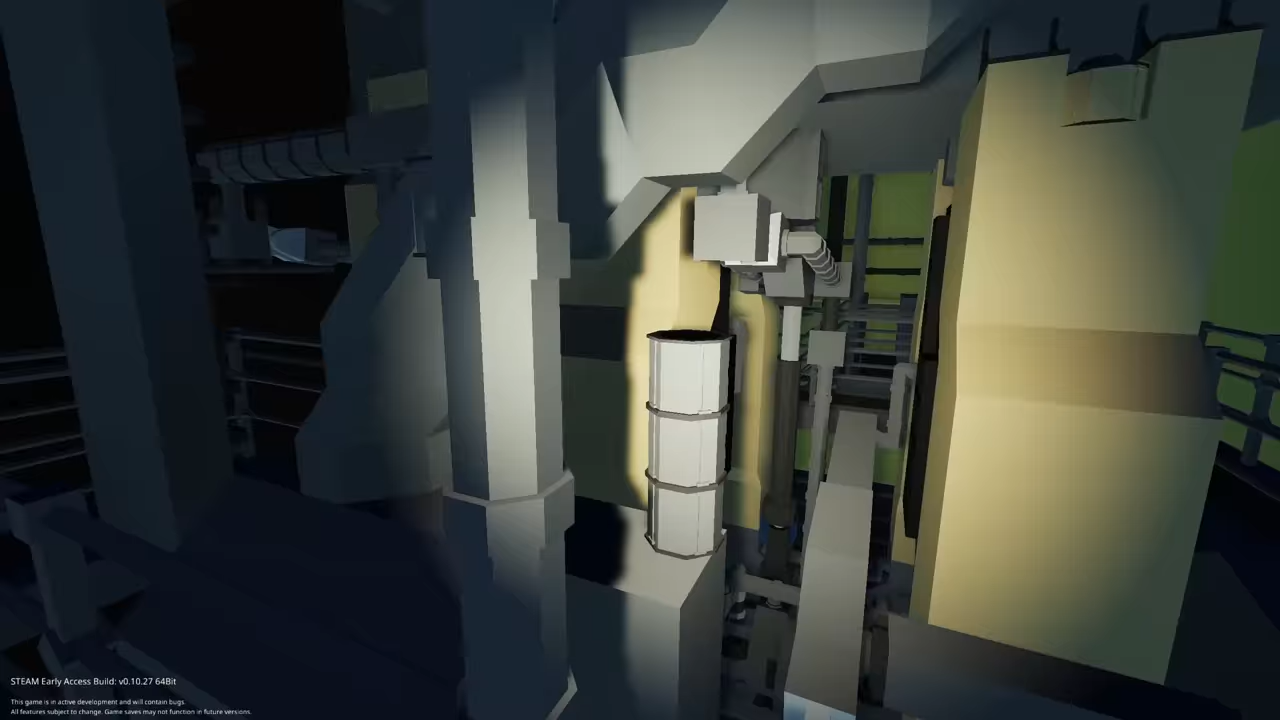 STEAM Early Access Build: v0.10.27 64Bit
This game is in active development and will contain bugs.
All features subject to change. Game saves may not function in future versions.